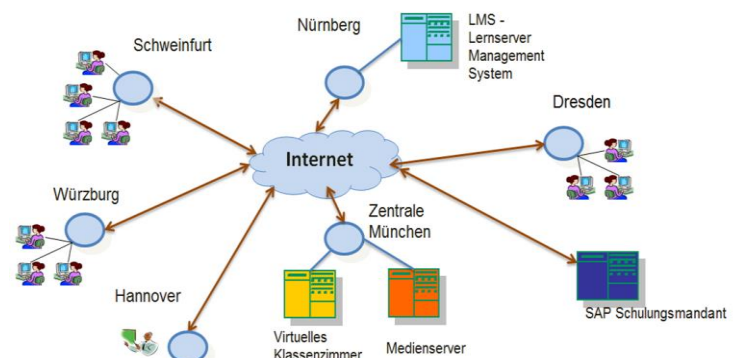 Nürnberg
LMS -
Lernserver
Management
System
Schweinfurt
Dresden
Internet
Würzburg
Zentrale
München
Hannover
SAP Schulungsmandant
Virtuelles
Klassenzimmer
Medienserver